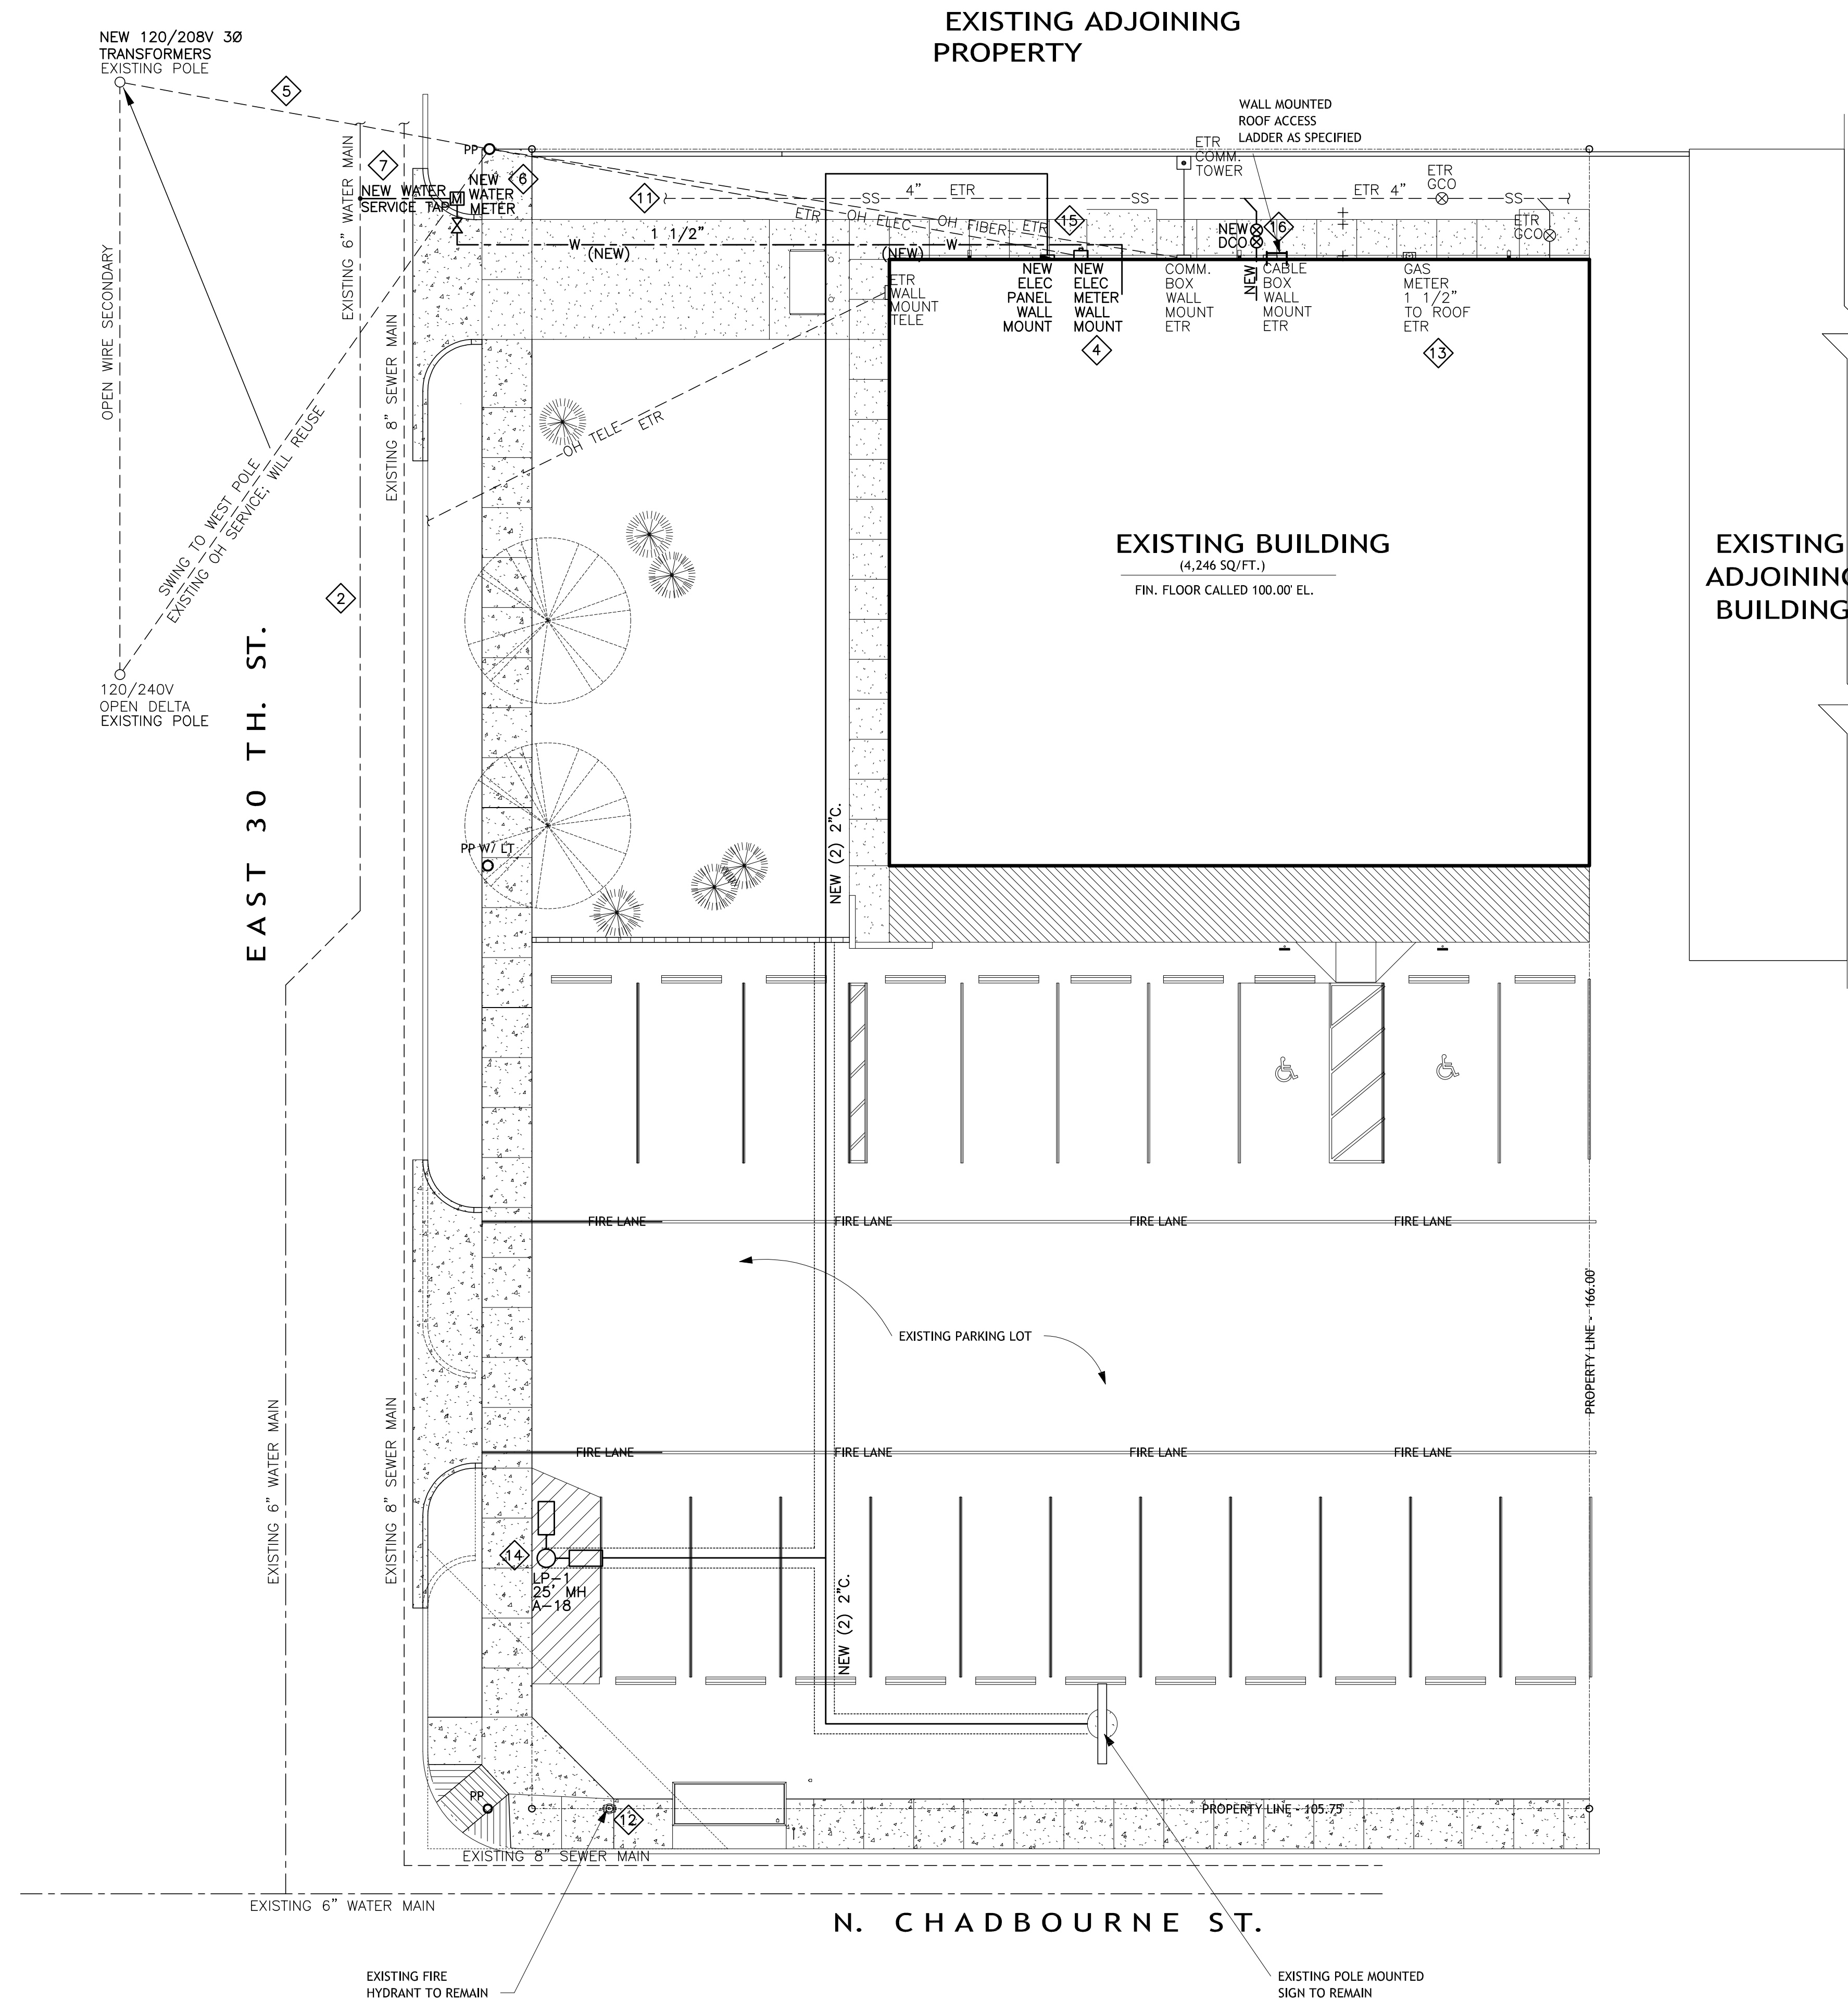 EXISTING ADJOINING
PROPERTY
NEW 120/208V 3Ø
TRANSFORMERS
EXISTING POLE
5
WALL MOUNTED
ROOF ACCESS
LADDER AS SPECIFIED
PP
7
6
NEW WATER
SERVICE TAP
M
NEW
WATER
METER
EXISTING 6" WATER MAIN
11
SS
4"
ETR
SS
ETR 4"
SS
ETR
COMM.
TOWER
ETR
GCO
ETR
GCO
ETR
OH ELEC
OH FIBER
ETR
15
16
W
(NEW)
1 1/2"
W
(NEW)
NEW
DCO
NEW
ETR
WALL
MOUNT
TELE
NEW
ELEC
PANEL
WALL
MOUNT
NEW
ELEC
METER
WALL
MOUNT
4
COMM.
BOX
WALL
MOUNT
ETR
CABLE
BOX
WALL
MOUNT
ETR
GAS
METER
1 1/2"
TO ROOF
ETR
13
OPEN WIRE SECONDARY
SWING TO WEST POLE
EXISTING OH SERVICE; WILL REUSE
EXISTING 8" SEWER MAIN
OH TELE
ETR
2
EXISTING BUILDING
(4,246 SQ/FT.)
FIN. FLOOR CALLED 100.00' EL.
EXISTING
ADJOINING
BUILDING
120/240V
OPEN DELTA
EXISTING POLE
EAST 30 TH. ST.
PP W/ LT
NEW (2) 2"C.
FIRE LANE
FIRE LANE
FIRE LANE
FIRE LANE
EXISTING PARKING LOT
PROPERTY LINE - 166.00'
FIRE LANE
FIRE LANE
FIRE LANE
FIRE LANE
EXISTING 6" WATER MAIN
EXISTING 8" SEWER MAIN
14
LP-1
25' MH
A-18
NEW (2) 2"C.
PP
12
PROPERTY LINE - 105.75'
EXISTING 8" SEWER MAIN
EXISTING 6" WATER MAIN
N. CHADBOURNE ST.
EXISTING FIRE
HYDRANT TO REMAIN
EXISTING POLE MOUNTED
SIGN TO REMAIN